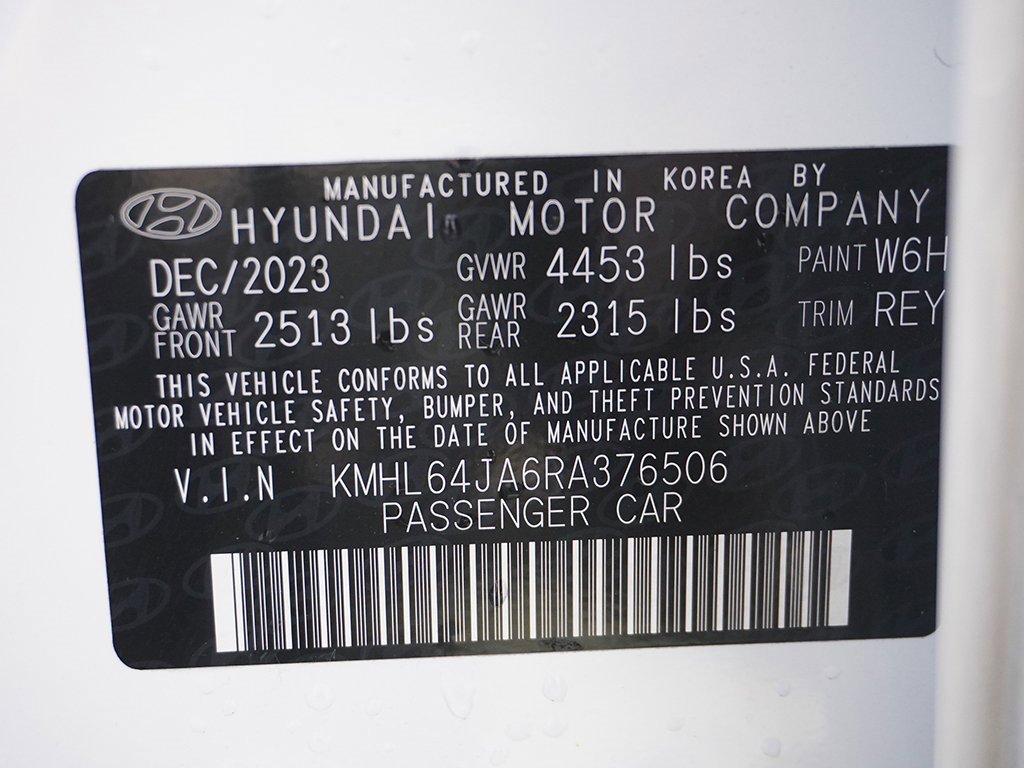 MANUFACTURED IN KOREA BY
HYUNDAI MOTOR COMPANY
DEC/2023 GVWR 4453 lbs PAINT W6H
GAWR FRONT 2513 lbs GAWR REAR 2315 lbs TRIM REY
THIS VEHICLE CONFORMS TO ALL APPLICABLE U.S.A. FEDERAL
MOTOR VEHICLE SAFETY, BUMPER, AND THEFT PREVENTION STANDARDS
IN EFFECT ON THE DATE OF MANUFACTURE SHOWN ABOVE
V.I.N KMHL64JA6RA376506
PASSENGER CAR